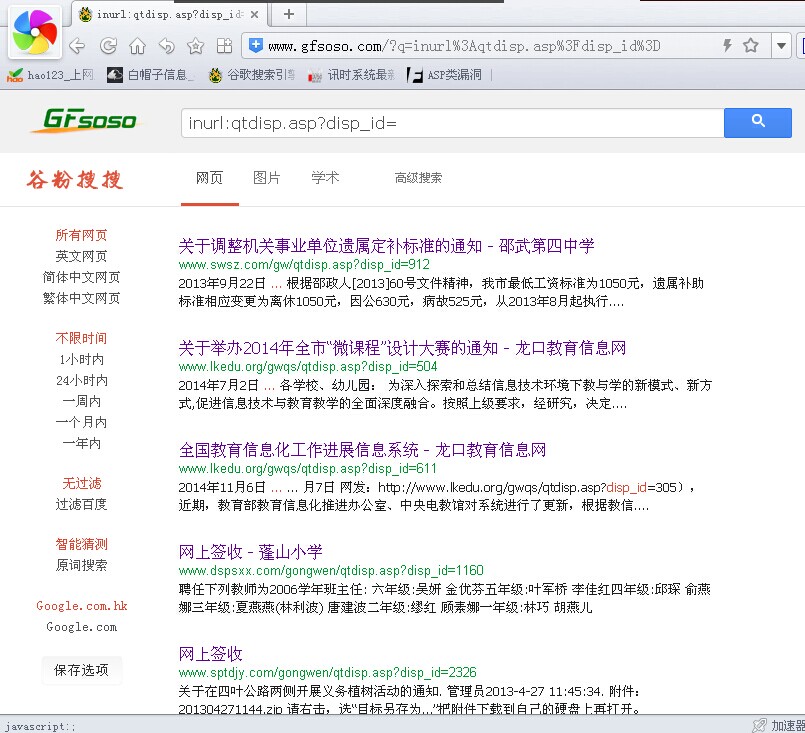 inurl:qtdisp.asp?disp_id=
www.gfsoso.com/?q=inurl%3Aqtdisp.asp%3Fdisp_id%3D
hao123_上网
白帽子信息_
谷歌搜索引擎
讯时系统最新
ASP类漏洞
GFsoso
inurl:qtdisp.asp?disp_id=
谷粉搜搜
网页
图片
学术
高级搜索
所有网页
英文网页
简体中文网页
繁体中文网页
不限时间
1小时内
24小时内
一周内
一个月内
一年内
无过滤
过滤百度
智能猜测
原词搜索
Google.com.hk
Google.com
保存选项
关于调整机关事业单位遗属定补标准的通知 - 邵武第四中学
www.swsz.com/gw/qtdisp.asp?disp_id=912
2013年9月22日 ... 根据邵政人[2013]60号文件精神，我市最低工资标准为1050元，遗属补助
标准相应变更为离休1050元，因公630元，病故525元，从2013年8月起执行....
关于举办2014年全市“微课程”设计大赛的通知 - 龙口教育信息网
www.lkedu.org/gwqs/qtdisp.asp?disp_id=504
2014年7月2日 ... 各学校、幼儿园： 为深入探索和总结信息技术环境下教与学的新模式、新方
式,促进信息技术与教育教学的全面深度融合。按照上级要求，经研究，决定....
全国教育信息化工作进展信息系统 - 龙口教育信息网
www.lkedu.org/gwqs/qtdisp.asp?disp_id=611
2014年11月6日 ... ... 月7日 网发：http://www.lkedu.org/gwqs/qtdisp.asp?disp_id=305），
近期，教育部教育信息化推进办公室、中央电教馆对系统进行了更新，根据教信....
网上签收 - 蓬山小学
www.dspsxx.com/gongwen/qtdisp.asp?disp_id=1160
聘任下列教师为2006学年班主任: 六年级:吴妍 金优芬五年级:叶军桥 李佳红四年级:邱琛 俞燕
娜三年级:夏燕燕(林利波) 唐建波二年级:缪红 顾素娜一年级:林巧 胡燕儿
网上签收
www.sptdjy.com/gongwen/qtdisp.asp?disp_id=2326
关于在四叶公路两侧开展义务植树活动的通知. 管理员2013-4-27 11:45:34. 附件：
201304271144.zip 请右击，选“目标另存为...”把附件下载到自己的硬盘上再打开。
javascript:;
加速器